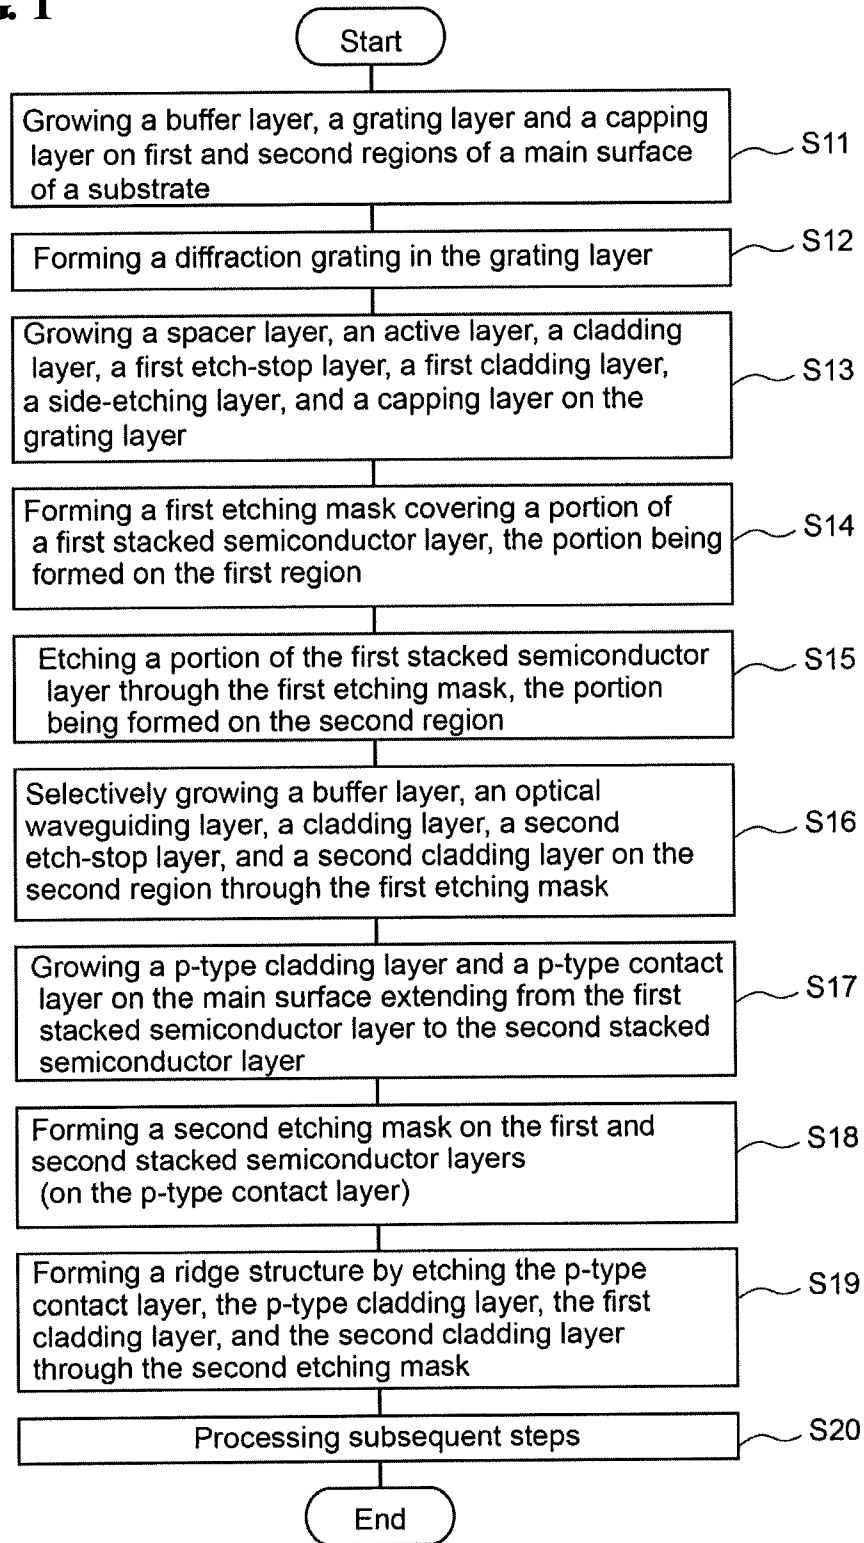 . 1
Start
Growing a buffer layer, a grating layer and a capping
layer on first and second regions of a main surface
of a substrate
S11
Forming a diffraction grating in the grating layer
S12
Growing a spacer layer, an active layer, a cladding
layer, a first etch-stop layer, a first cladding layer,
a side-etching layer, and a capping layer on the
grating layer
S13
Forming a first etching mask covering a portion of
a first stacked semiconductor layer, the portion being
formed on the first region
S14
Etching a portion of the first stacked semiconductor
layer through the first etching mask, the portion
being formed on the second region
S15
Selectively growing a buffer layer, an optical
waveguiding layer, a cladding layer, a second
etch-stop layer, and a second cladding layer on the
second region through the first etching mask
S16
Growing a p-type cladding layer and a p-type contact
layer on the main surface extending from the first
stacked semiconductor layer to the second stacked
semiconductor layer
S17
Forming a second etching mask on the first and
second stacked semiconductor layers
(on the p-type contact layer)
S18
Forming a ridge structure by etching the p-type
contact layer, the p-type cladding layer, the first
cladding layer, and the second cladding layer
through the second etching mask
S19
Processing subsequent steps
S20
End